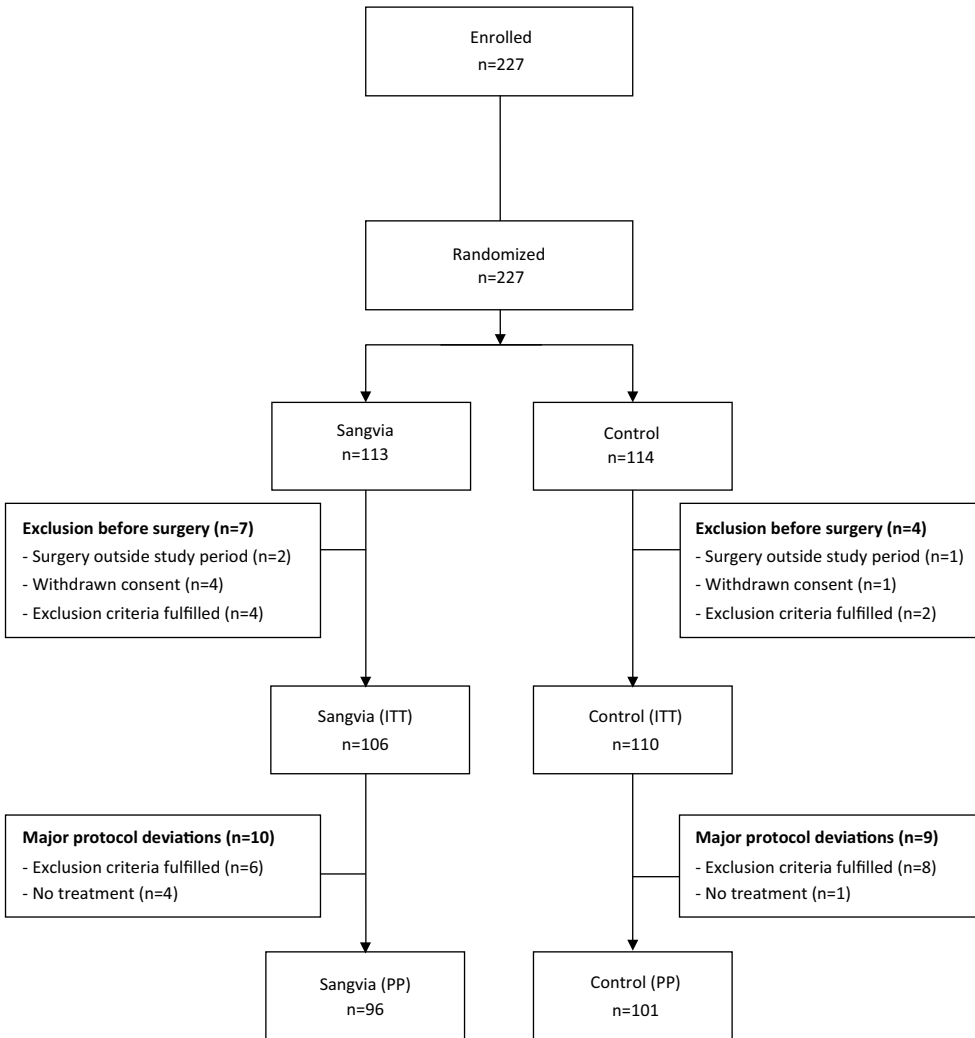 Enrolled
n=227
Randomized
n=227
Sangvia
n=113
Control
n=114
Exclusion before surgery (n=7)
- Surgery outside study period (n=2)
- Withdrawn consent (n=4)
- Exclusion criteria fulfilled (n=4)
Exclusion before surgery (n=4)
- Surgery outside study period (n=1)
- Withdrawn consent (n=1)
- Exclusion criteria fulfilled (n=2)
Sangvia (ITT)
n=106
Control (ITT)
n=110
Major protocol deviations (n=10)
- Exclusion criteria fulfilled (n=6)
- No treatment (n=4)
Major protocol deviations (n=9)
- Exclusion criteria fulfilled (n=8)
- No treatment (n=1)
Sangvia (PP)
n=96
Control (PP)
n=101